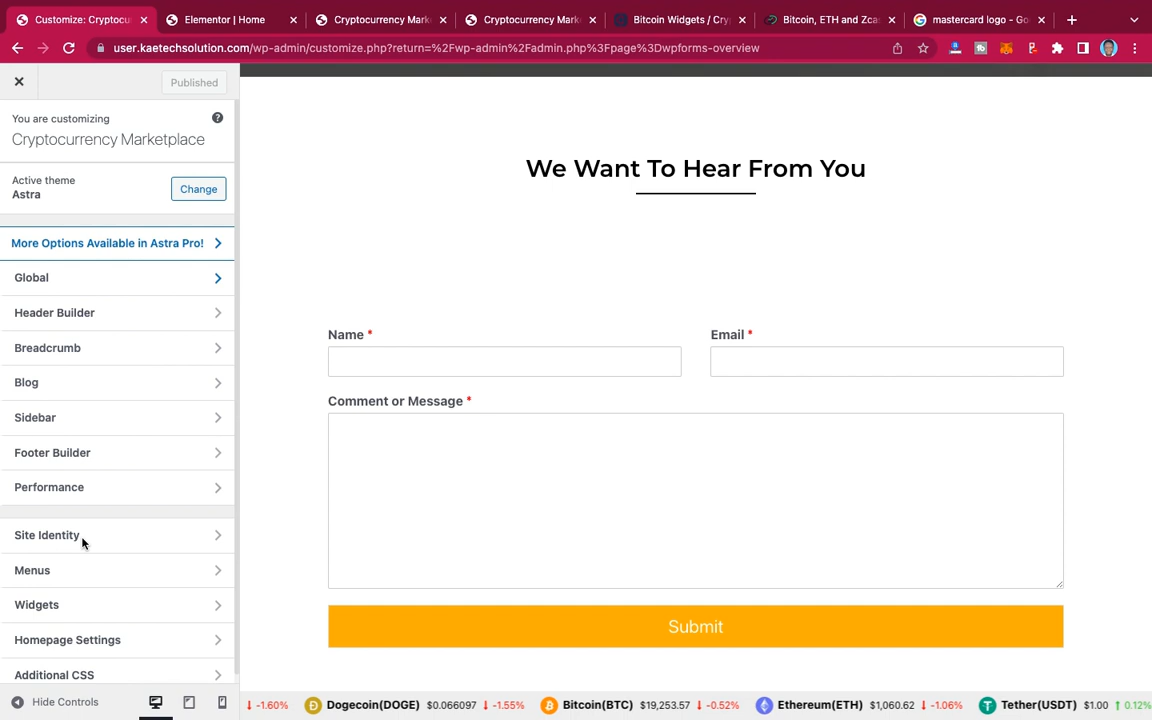 Customize: Cryptocu
Elementor | Home
Cryptocurrency Mark
Cryptocurrency Mark
Bitcoin Widgets / Cry
Bitcoin, ETH and Zcas
mastercard logo - Go
user.kaetechsolution.com/wp-admin/customize.php?return=%2Fwp-admin%2Fadmin.php%3Fpage%3Dwpforms-overview
Published
You are customizing
Cryptocurrency Marketplace
Active theme
Astra
Change
More Options Available in Astra Pro!
Global
Header Builder
Breadcrumb
Blog
Sidebar
Footer Builder
Performance
Site Identity
Menus
Widgets
Homepage Settings
Additional CSS
Hide Controls
We Want To Hear From You
Name *
Email *
Comment or Message *
Submit
↓ -1.60% Dogecoin(DOGE) $0.066097 ↓ -1.55% Bitcoin(BTC) $19,253.57 ↓ -0.52% Ethereum(ETH) $1,060.62 ↓ -1.06% Tether(USDT) $1.00 ↑ 0.12%